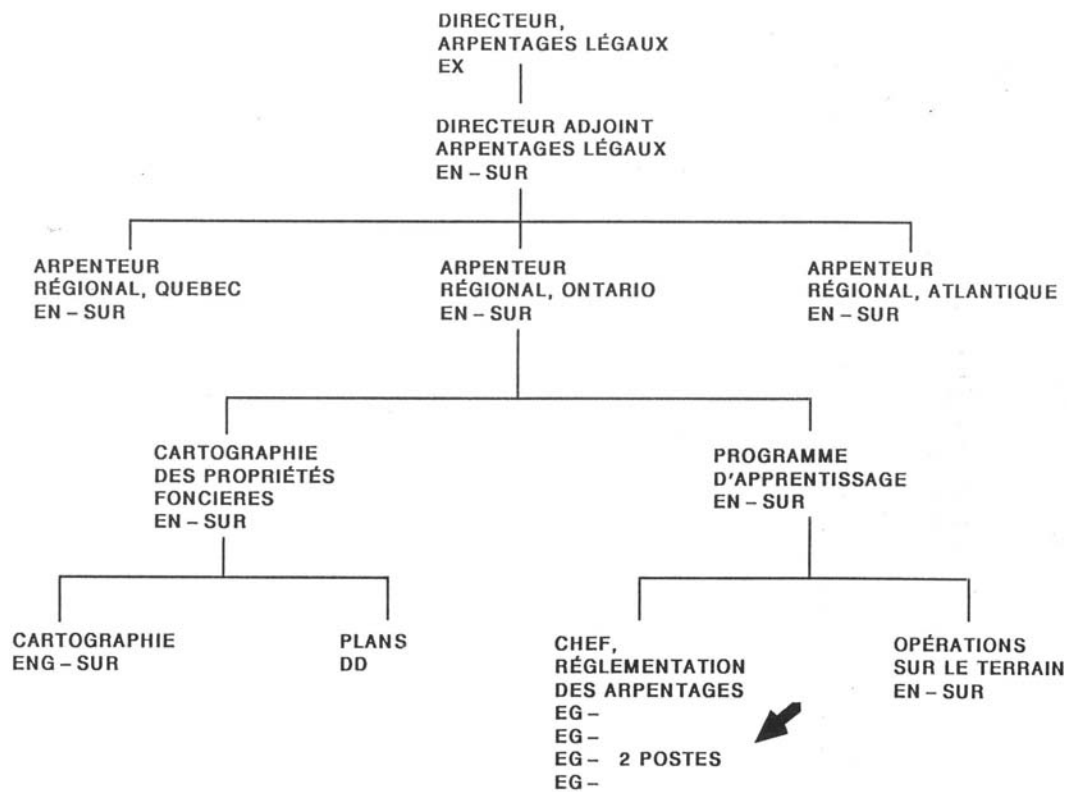 DIRECTEUR,
ARPENTAGES LÉGAUX
EX
DIRECTEUR ADJOINT
ARPENTAGES LÉGAUX
EN – SUR
ARPENTEUR
RÉGIONAL, QUEBEC
EN – SUR
ARPENTEUR
RÉGIONAL, ONTARIO
EN – SUR
ARPENTEUR
RÉGIONAL, ATLANTIQUE
EN – SUR
CARTOGRAPHIE
DES PROPRIÉTÉS
FONCIERES
EN – SUR
PROGRAMME
D'APPRENTISSAGE
EN – SUR
CARTOGRAPHIE
ENG – SUR
PLANS
DD
CHEF,
RÉGLEMENTATION
DES ARPENTAGES
EG –
EG –
EG – 2 POSTES
EG –
OPÉRATIONS
SUR LE TERRAIN
EN – SUR